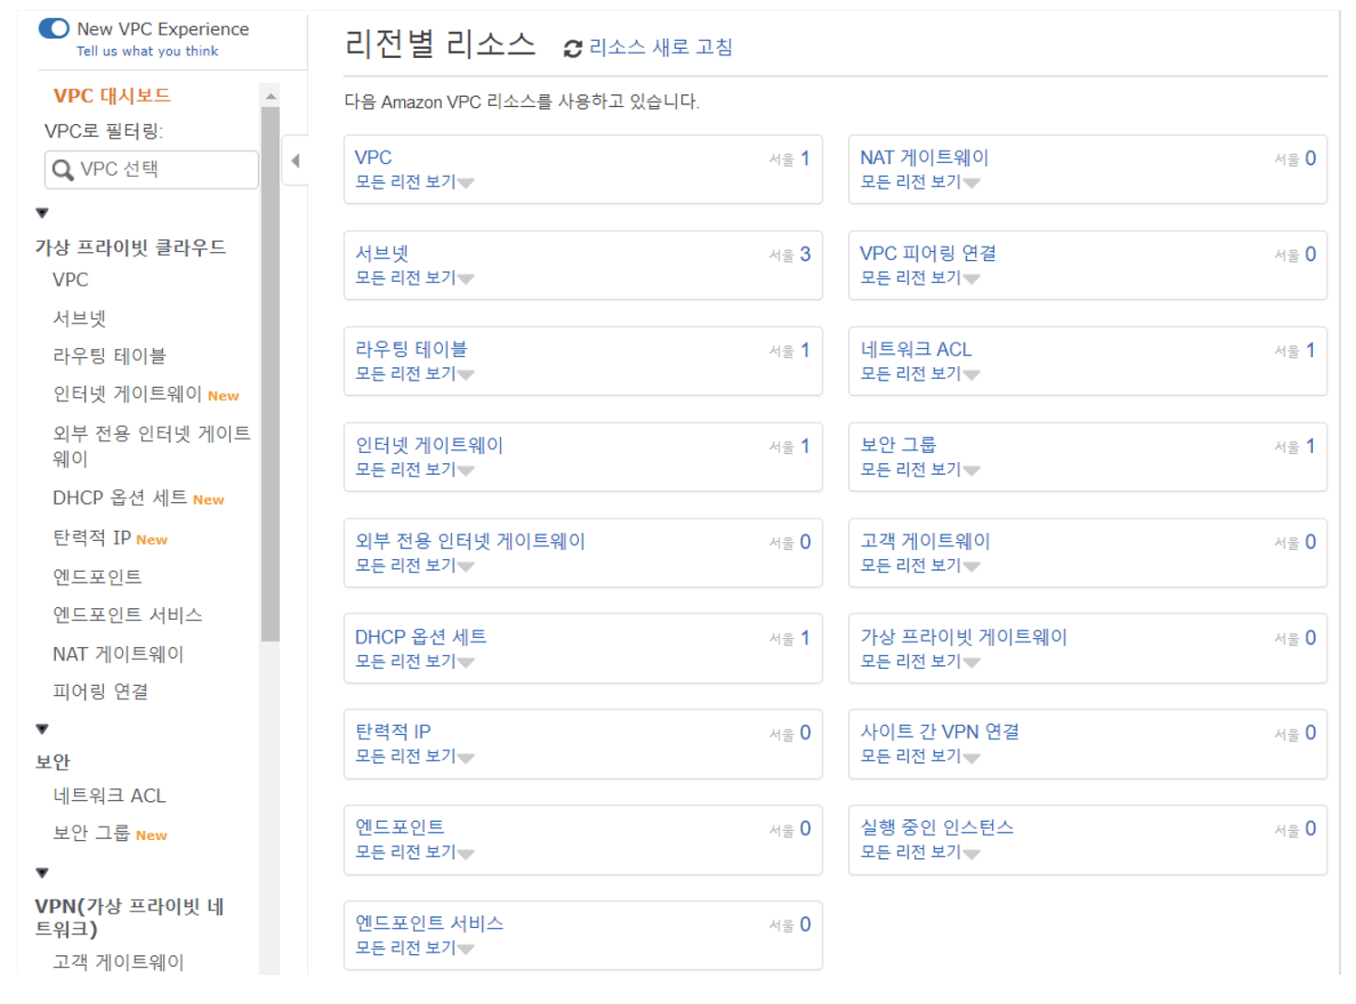 New VPC Experience
Tell us what you think
VPC 대시보드
VPC로 필터링:
VPC 선택
가상 프라이빗 클라우드
VPC
서브넷
라우팅 테이블
인터넷 게이트웨이 New
외부 전용 인터넷 게이트
웨이
DHCP 옵션 세트 New
탄력적 IP New
엔드포인트
엔드포인트 서비스
NAT 게이트웨이
피어링 연결
보안
네트워크 ACL
보안 그룹 New
VPN(가상 프라이빗 네
트워크)
고객 게이트웨이
리전별 리소스 리소스 새로 고침
다음 Amazon VPC 리소스를 사용하고 있습니다.
VPC 서울 1
모든 리전 보기
NAT 게이트웨이 서울 0
모든 리전 보기
서브넷 서울 3
모든 리전 보기
VPC 피어링 연결 서울 0
모든 리전 보기
라우팅 테이블 서울 1
모든 리전 보기
네트워크 ACL 서울 1
모든 리전 보기
인터넷 게이트웨이 서울 1
모든 리전 보기
보안 그룹 서울 1
모든 리전 보기
외부 전용 인터넷 게이트웨이 서울 0
모든 리전 보기
고객 게이트웨이 서울 0
모든 리전 보기
DHCP 옵션 세트 서울 1
모든 리전 보기
가상 프라이빗 게이트웨이 서울 0
모든 리전 보기
탄력적 IP 서울 0
모든 리전 보기
사이트 간 VPN 연결 서울 0
모든 리전 보기
엔드포인트 서울 0
모든 리전 보기
실행 중인 인스턴스 서울 0
모든 리전 보기
엔드포인트 서비스 서울 0
모든 리전 보기